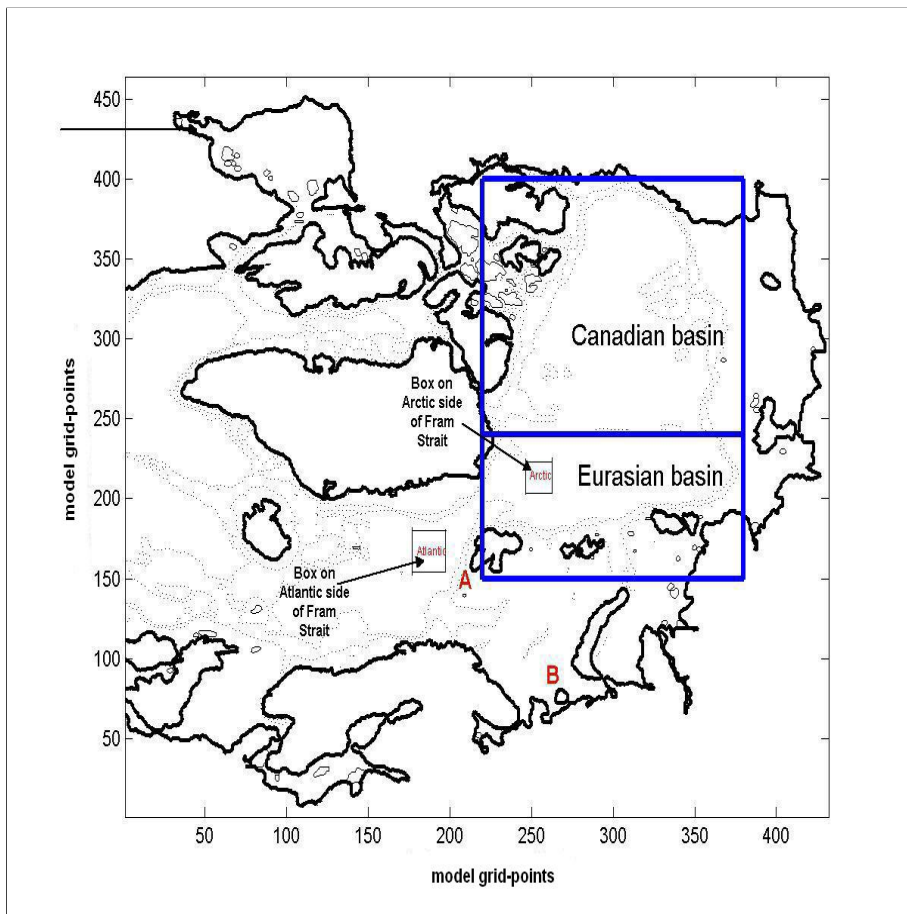 450
400
350
300
250
200
150
100
50
model grid-points
Canadian basin
Box on
Arctic side
of Fram
Strait
Arctic
Eurasian basin
Atlantic
A
Box on
Atlantic side
of Fram
Strait
B
50 100 150 200 250 300 350 400
model grid-points